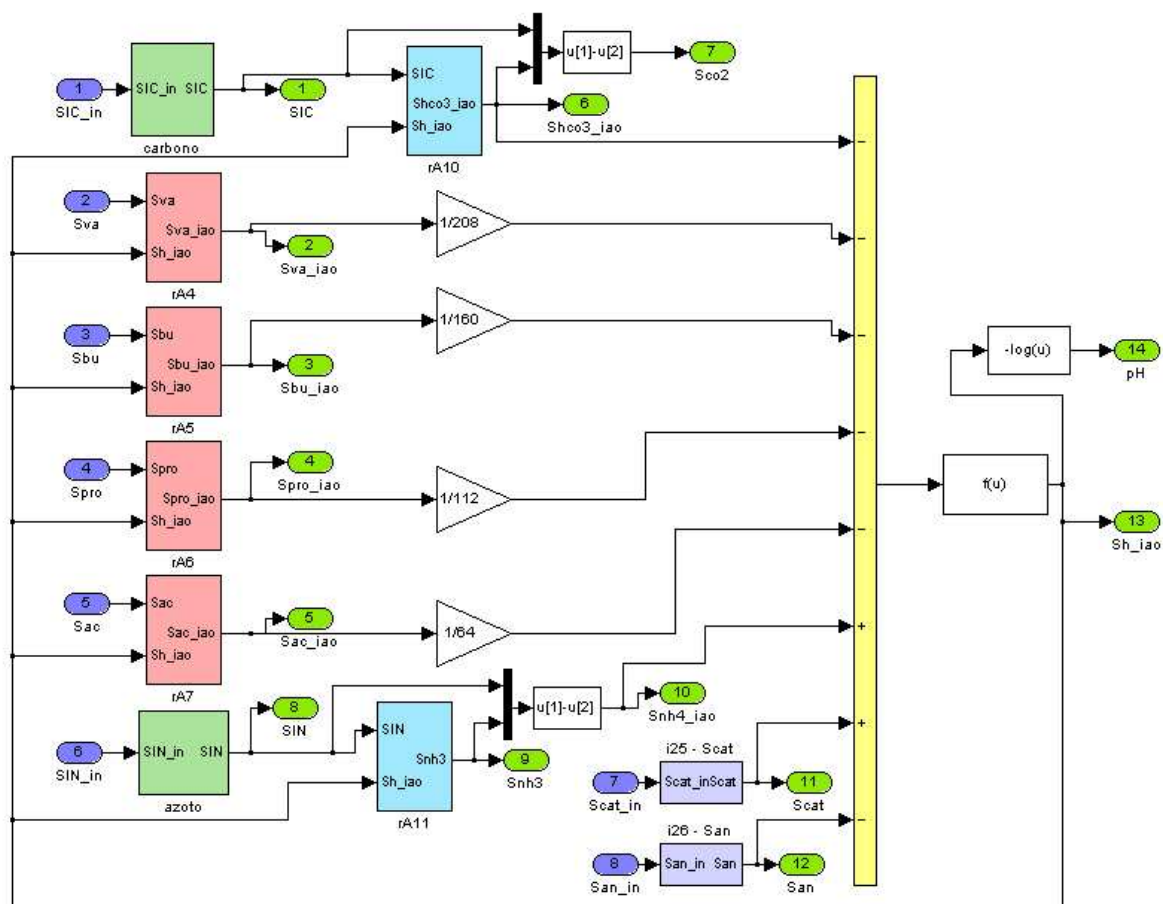 1
SIC_in
SIC_in SIC
carbono
1
SIC
SIC
Shco3_iao
Sh_iao
rA10
u[1]-u[2]
7
Sco2
6
Shco3_iao
−
2
Sva
Sva
Sva_iao
Sh_iao
rA4
2
Sva_iao
1/208
−
3
Sbu
Sbu
Sbu_iao
Sh_iao
rA5
3
Sbu_iao
1/160
−
-log(u)
14
pH
4
Spro
Spro
Spro_iao
Sh_iao
rA6
4
Spro_iao
1/112
−
f(u)
13
Sh_iao
5
Sac
Sac
Sac_iao
Sh_iao
rA7
5
Sac_iao
1/64
−
+
6
SIN_in
SIN_in SIN
azoto
8
SIN
SIN
Snh3
Sh_iao
rA11
u[1]-u[2]
10
Snh4_iao
9
Snh3
+
i25 - Scat
7
Scat_in
Scat_inScat
11
Scat
−
i26 - San
8
San_in
San_in San
12
San